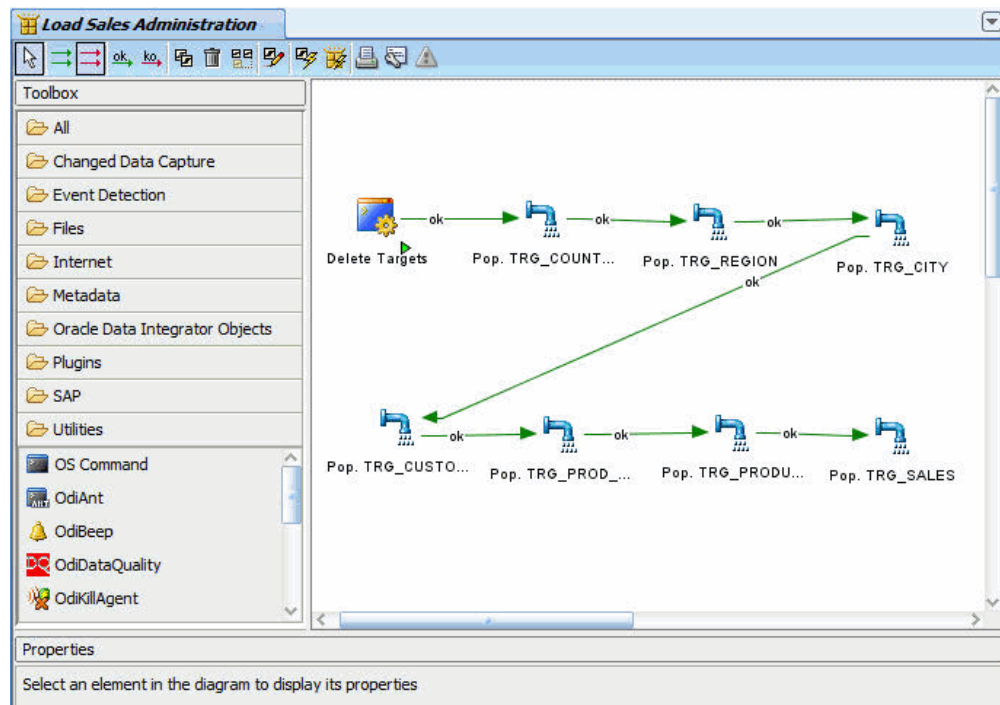 Load Sales Administration
ok
ko
Toolbox
All
Changed Data Capture
Event Detection
Files
Internet
Metadata
Oracle Data Integrator Objects
Plugins
SAP
Utilities
OS Command
OdiAnt
OdiBeep
OdiDataQuality
OdiKillAgent
ok
ok
ok
Delete Targets
Pop. TRG_COUNT...
Pop. TRG_REGION
Pop. TRG_CITY
ok
ok
ok
ok
Pop. TRG_CUSTO...
Pop. TRG_PROD_...
Pop. TRG_PRODU...
Pop. TRG_SALES
Properties
Select an element in the diagram to display its properties